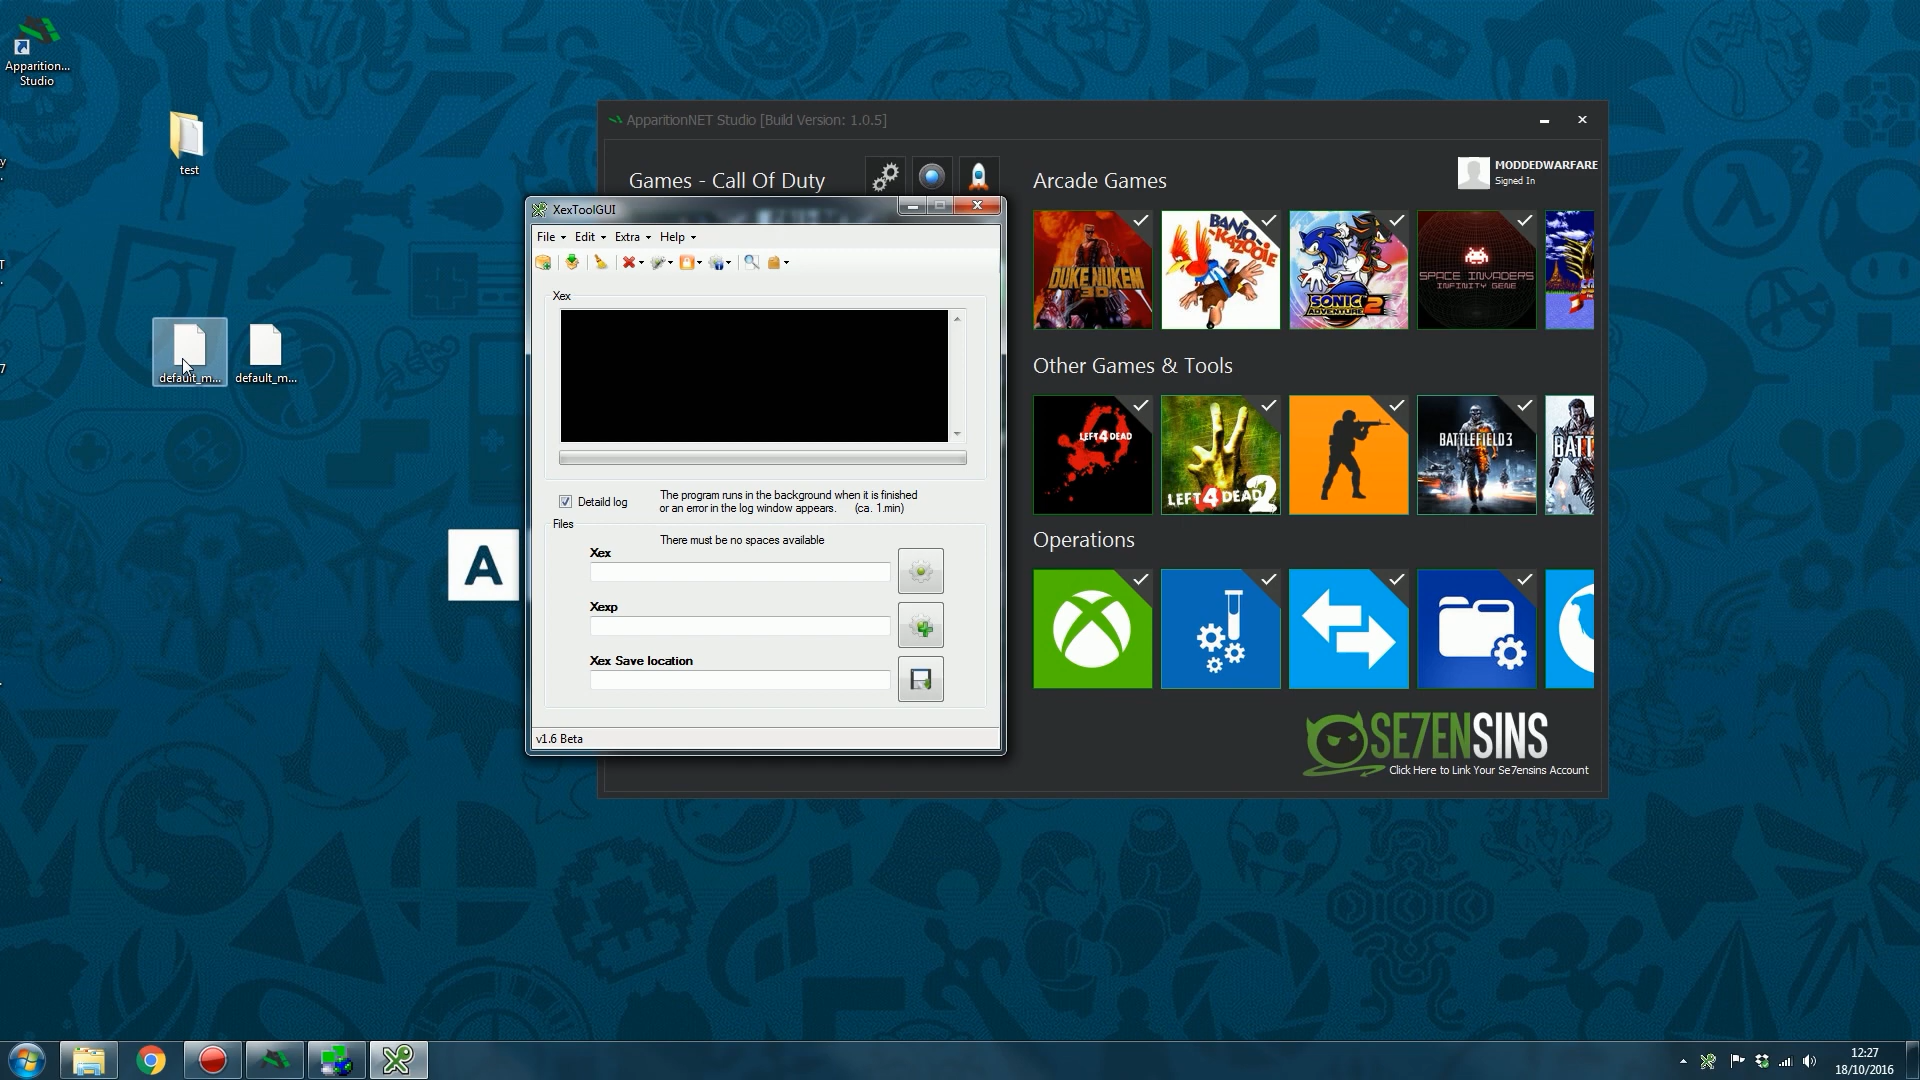 Apparition...
Studio
test
default_m...
default_m...
A
ApparitionNET Studio [Build Version: 1.0.5]
Games - Call Of Duty
Arcade Games
MODDEDWARFARE
Signed In
XexToolGUI
File
Edit
Extra
Help
Xex
Detaild log
The program runs in the background when it is finished
or an error in the log window appears. (ca. 1.min)
Files
There must be no spaces available
Xex
Xexp
Xex Save location
v1.6 Beta
DUKE NUKEM
3D
BANJO
KAZOOIE
SONIC
ADVENTURE 2
SPACE INVADERS
INFINITY GENE
Other Games & Tools
LEFT 4 DEAD
LEFT 4 DEAD 2
BATTLEFIELD 3
BATT
Operations
SE7ENSINS
Click Here to Link Your Se7ensins Account
12:27
18/10/2016